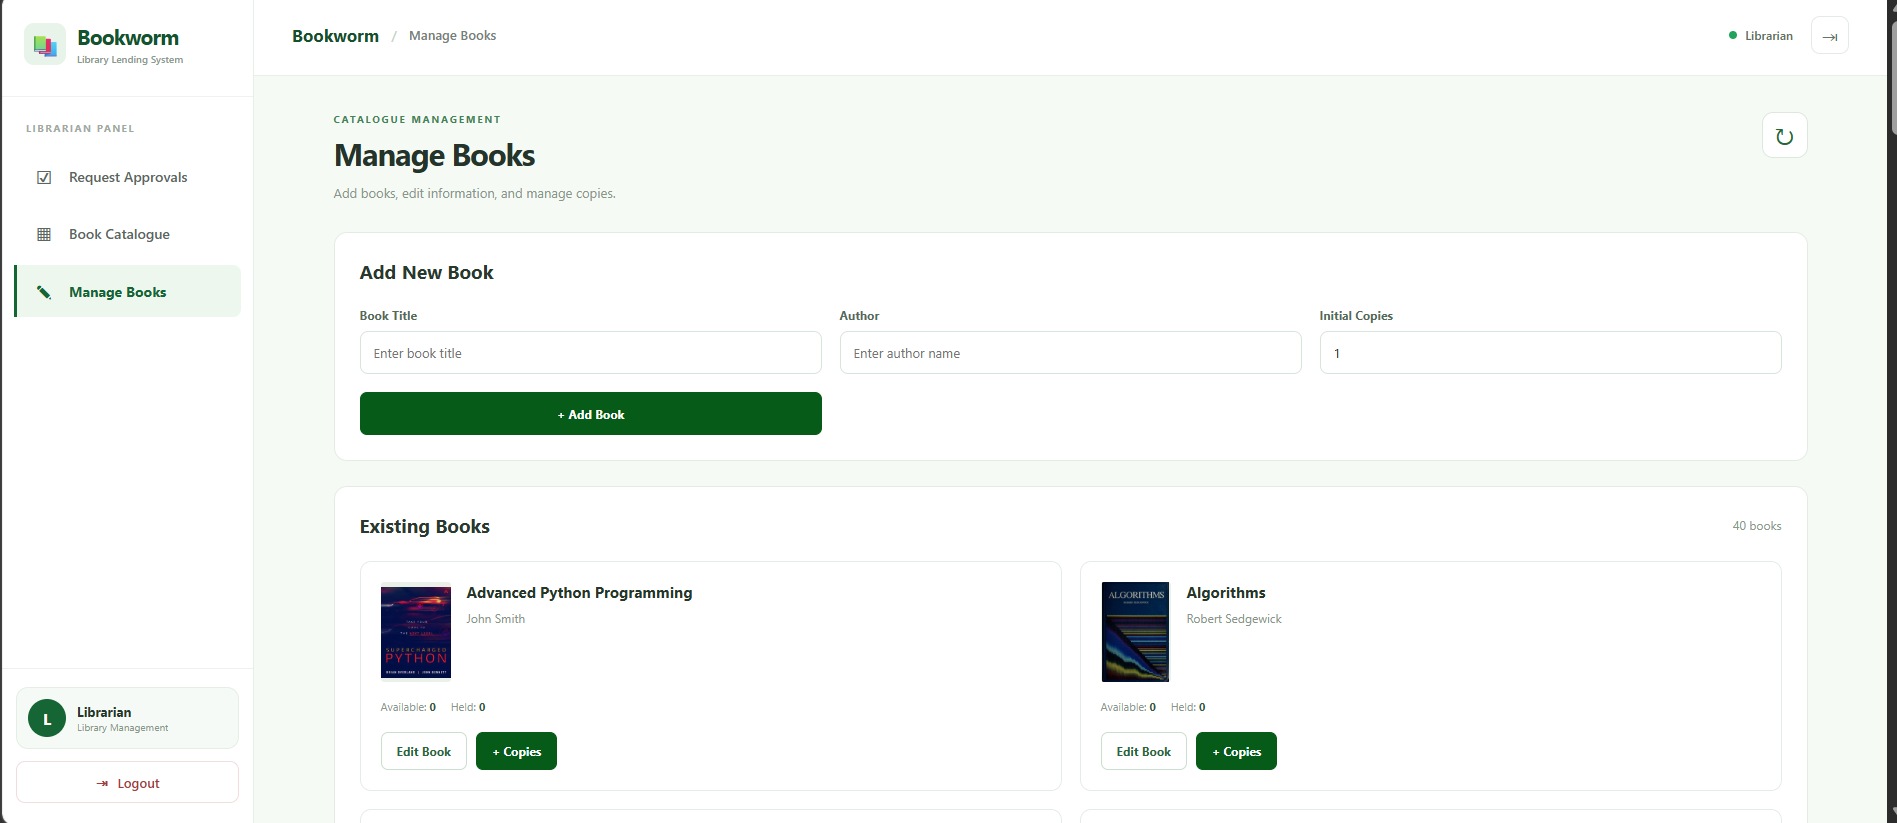 Bookworm
Library Lending System
LIBRARIAN PANEL
Request Approvals
Book Catalogue
Manage Books
Librarian
Library Management
L
Logout
Bookworm / Manage Books
Librarian
CATALOGUE MANAGEMENT
Manage Books
Add books, edit information, and manage copies.
Add New Book
Book Title
Enter book title
Author
Enter author name
Initial Copies
1
+ Add Book
Existing Books
40 books
SUPERCHARGED
PYTHON
Advanced Python Programming
John Smith
Available: 0 Held: 0
Edit Book
+ Copies
ALGORITHMS
Algorithms
Robert Sedgewick
Available: 0 Held: 0
Edit Book
+ Copies